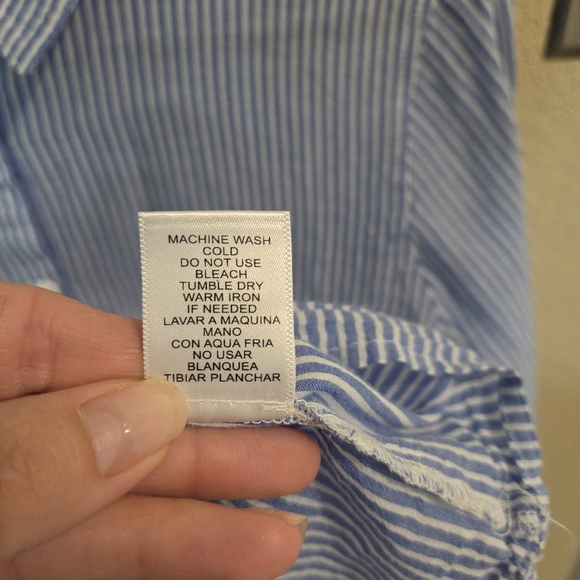 MACHINE WASH
COLD
DO NOT USE
BLEACH
TUMBLE DRY
WARM IRON
IF NEEDED
LAVAR A MAQUINA
MANO
CON AQUA FRIA
NO USAR
BLANQUEA
TIBIAR PLANCHAR